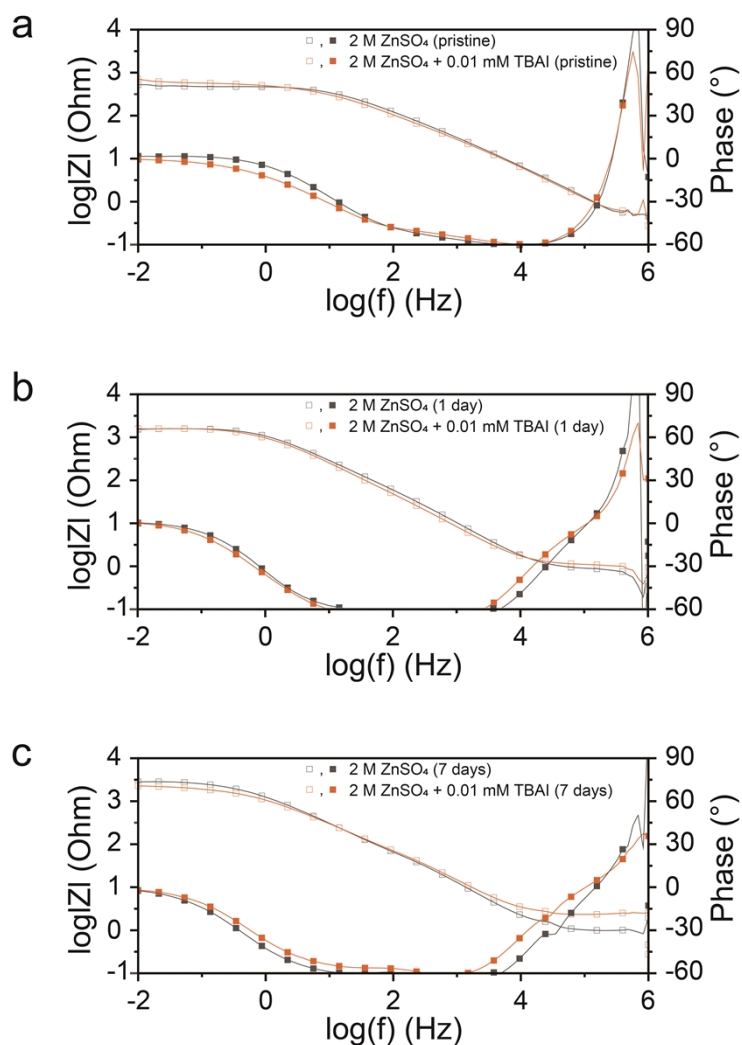 a
4
3
2
1
0
-1
log|Z| (Ohm)
90
60
30
0
-30
-60
Phase (°)
, 2 M ZnSO₄ (pristine)
, 2 M ZnSO₄ + 0.01 mM TBAI (pristine)
-2 0 2 4 6
log(f) (Hz)
b
4
3
2
1
0
-1
log|Z| (Ohm)
90
60
30
0
-30
-60
Phase (°)
, 2 M ZnSO₄ (1 day)
, 2 M ZnSO₄ + 0.01 mM TBAI (1 day)
-2 0 2 4 6
log(f) (Hz)
c
4
3
2
1
0
-1
log|Z| (Ohm)
90
60
30
0
-30
-60
Phase (°)
, 2 M ZnSO₄ (7 days)
, 2 M ZnSO₄ + 0.01 mM TBAI (7 days)
-2 0 2 4 6
log(f) (Hz)